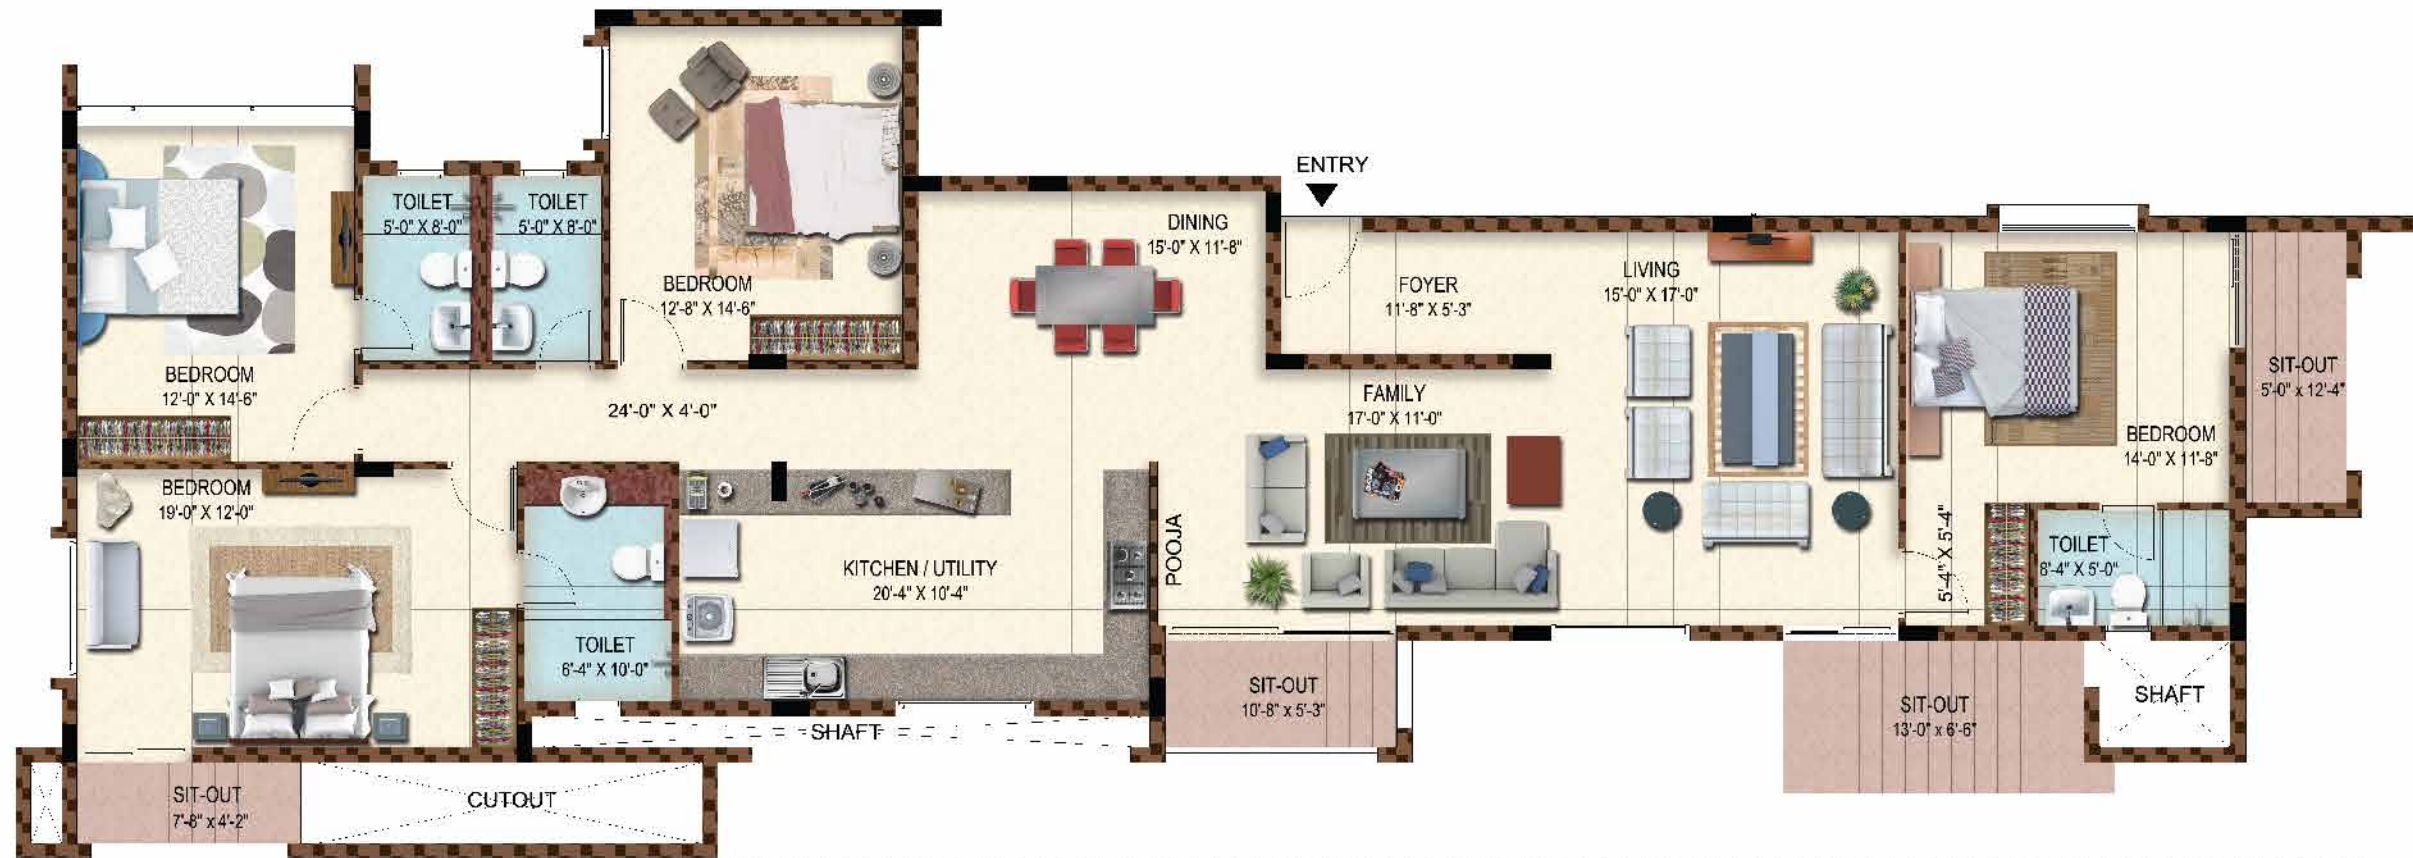 ENTRY
TOILET
5'-0" X 8'-0"
TOILET
5'-0" X 8'-0"
DINING
15'-0" X 11'-8"
BEDROOM
12'-8" X 14'-6"
FOYER
11'-8" X 5'-3"
LIVING
15'-0" X 17'-0"
SIT-OUT
5'-0" x 12'-4"
BEDROOM
12'-0" X 14'-6"
24'-0" X 4'-0"
FAMILY
17'-0" X 11'-0"
BEDROOM
14'-0" X 11'-8"
BEDROOM
19'-0" X 12'-0"
POOJA
5'-4" X 5'-4"
TOILET
8'-4" X 5'-0"
KITCHEN / UTILITY
20'-4" X 10'-4"
TOILET
6'-4" X 10'-0"
SIT-OUT
10'-8" x 5'-3"
SIT-OUT
13'-0" x 6'-6"
SHAFT
SHAFT
SIT-OUT
7'-8" x 4'-2"
CUTOUT